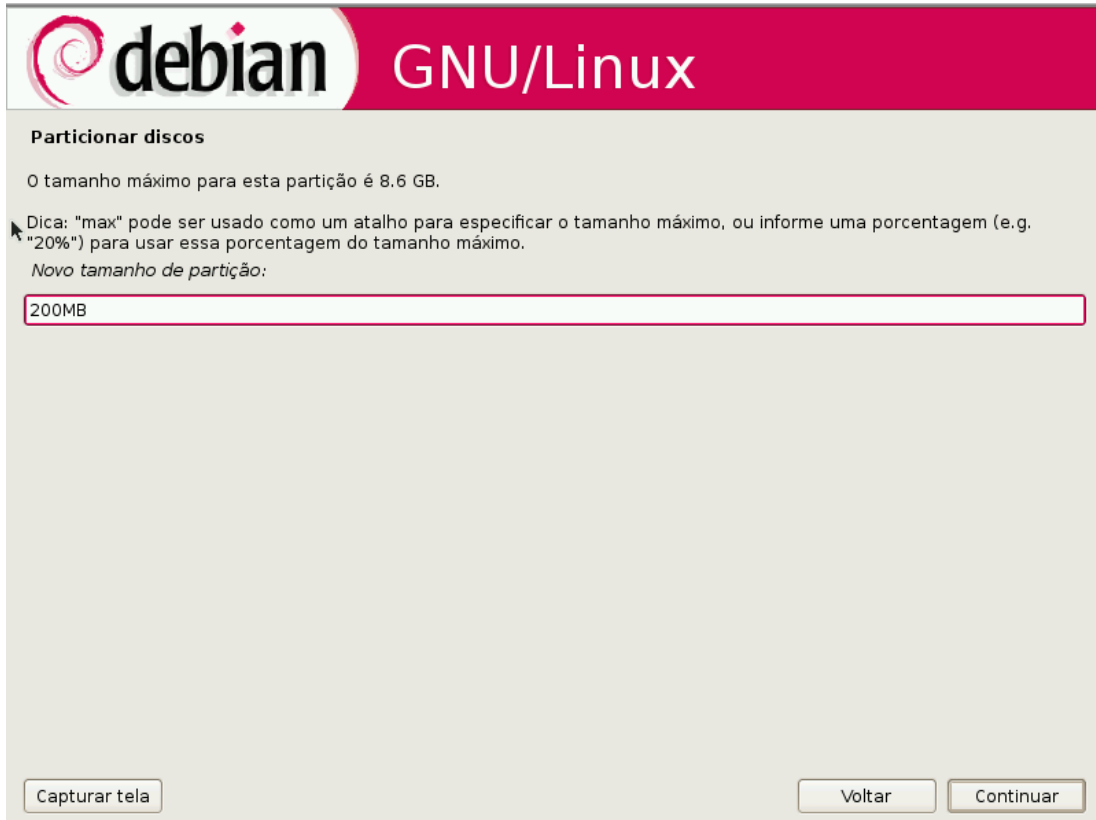 debian GNU/Linux
Particionar discos
O tamanho máximo para esta partição é 8.6 GB.
Dica: "max" pode ser usado como um atalho para especificar o tamanho máximo, ou informe uma porcentagem (e.g.
"20%") para usar essa porcentagem do tamanho máximo.
Novo tamanho de partição:
200MB
Capturar tela
Voltar
Continuar